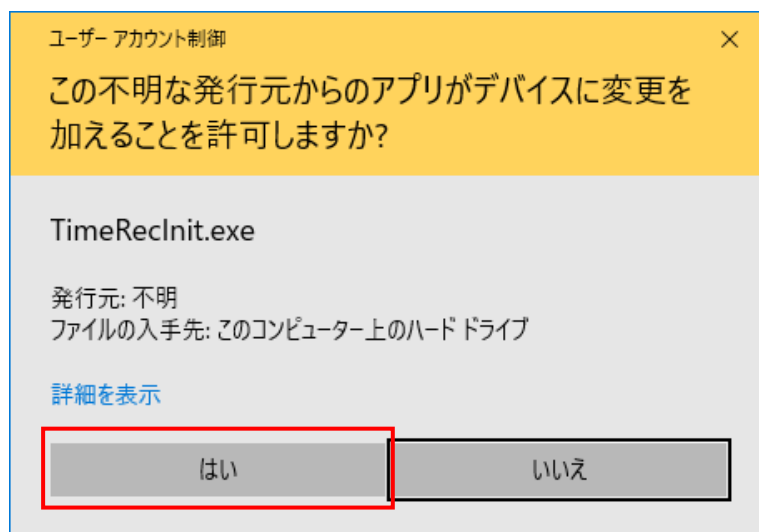 ユーザー アカウント制御
この不明な発行元からのアプリがデバイスに変更を
加えることを許可しますか?
TimeRecInit.exe
発行元: 不明
ファイルの入手先: このコンピューター上のハード ドライブ
詳細を表示
はい
いいえ